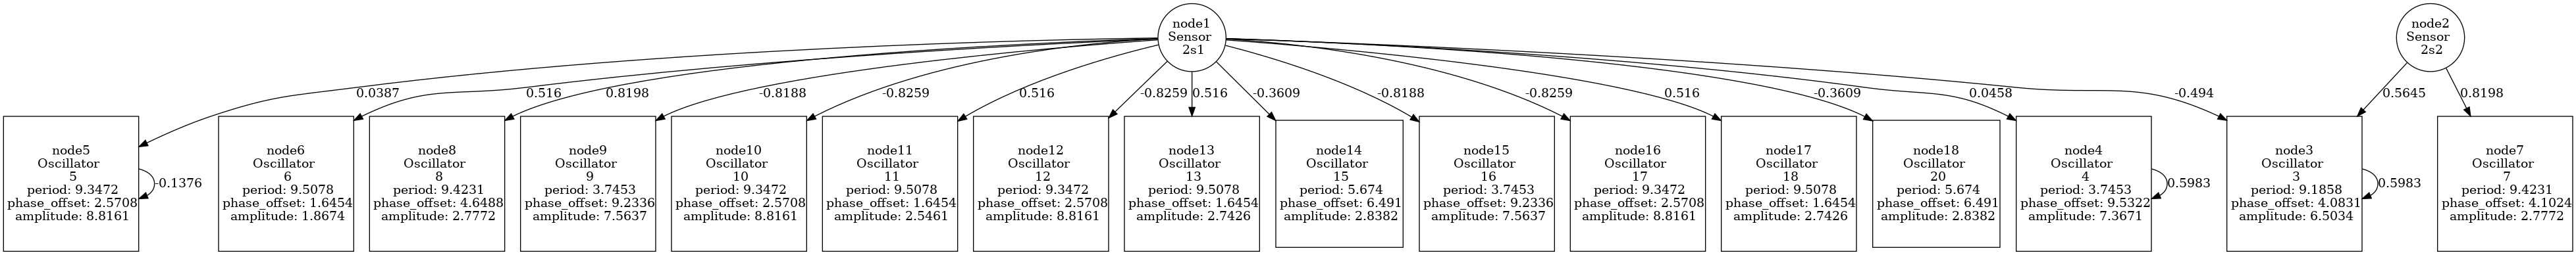 node1
Sensor
2s1
node2
Sensor
2s2
0.0387
0.516
0.8198
-0.8188
-0.8259
0.516
-0.8259
0.516
-0.3609
-0.8188
-0.8259
0.516
-0.3609
0.0458
-0.494
0.5645
0.8198
node5
Oscillator
5
period: 9.3472
phase_offset: 2.5708
amplitude: 8.8161
-0.1376
node6
Oscillator
6
period: 9.5078
phase_offset: 1.6454
amplitude: 1.8674
node8
Oscillator
8
period: 9.4231
phase_offset: 4.6488
amplitude: 2.7772
node9
Oscillator
9
period: 3.7453
phase_offset: 9.2336
amplitude: 7.5637
node10
Oscillator
10
period: 9.3472
phase_offset: 2.5708
amplitude: 8.8161
node11
Oscillator
11
period: 9.5078
phase_offset: 1.6454
amplitude: 2.5461
node12
Oscillator
12
period: 9.3472
phase_offset: 2.5708
amplitude: 8.8161
node13
Oscillator
13
period: 9.5078
phase_offset: 1.6454
amplitude: 2.7426
node14
Oscillator
15
period: 5.674
phase_offset: 6.491
amplitude: 2.8382
node15
Oscillator
16
period: 3.7453
phase_offset: 9.2336
amplitude: 7.5637
node16
Oscillator
17
period: 9.3472
phase_offset: 2.5708
amplitude: 8.8161
node17
Oscillator
18
period: 9.5078
phase_offset: 1.6454
amplitude: 2.7426
node18
Oscillator
20
period: 5.674
phase_offset: 6.491
amplitude: 2.8382
node4
Oscillator
4
period: 3.7453
phase_offset: 9.5322
amplitude: 7.3671
0.5983
node3
Oscillator
3
period: 9.1858
phase_offset: 4.0831
amplitude: 6.5034
0.5983
node7
Oscillator
7
period: 9.4231
phase_offset: 4.1024
amplitude: 2.7772